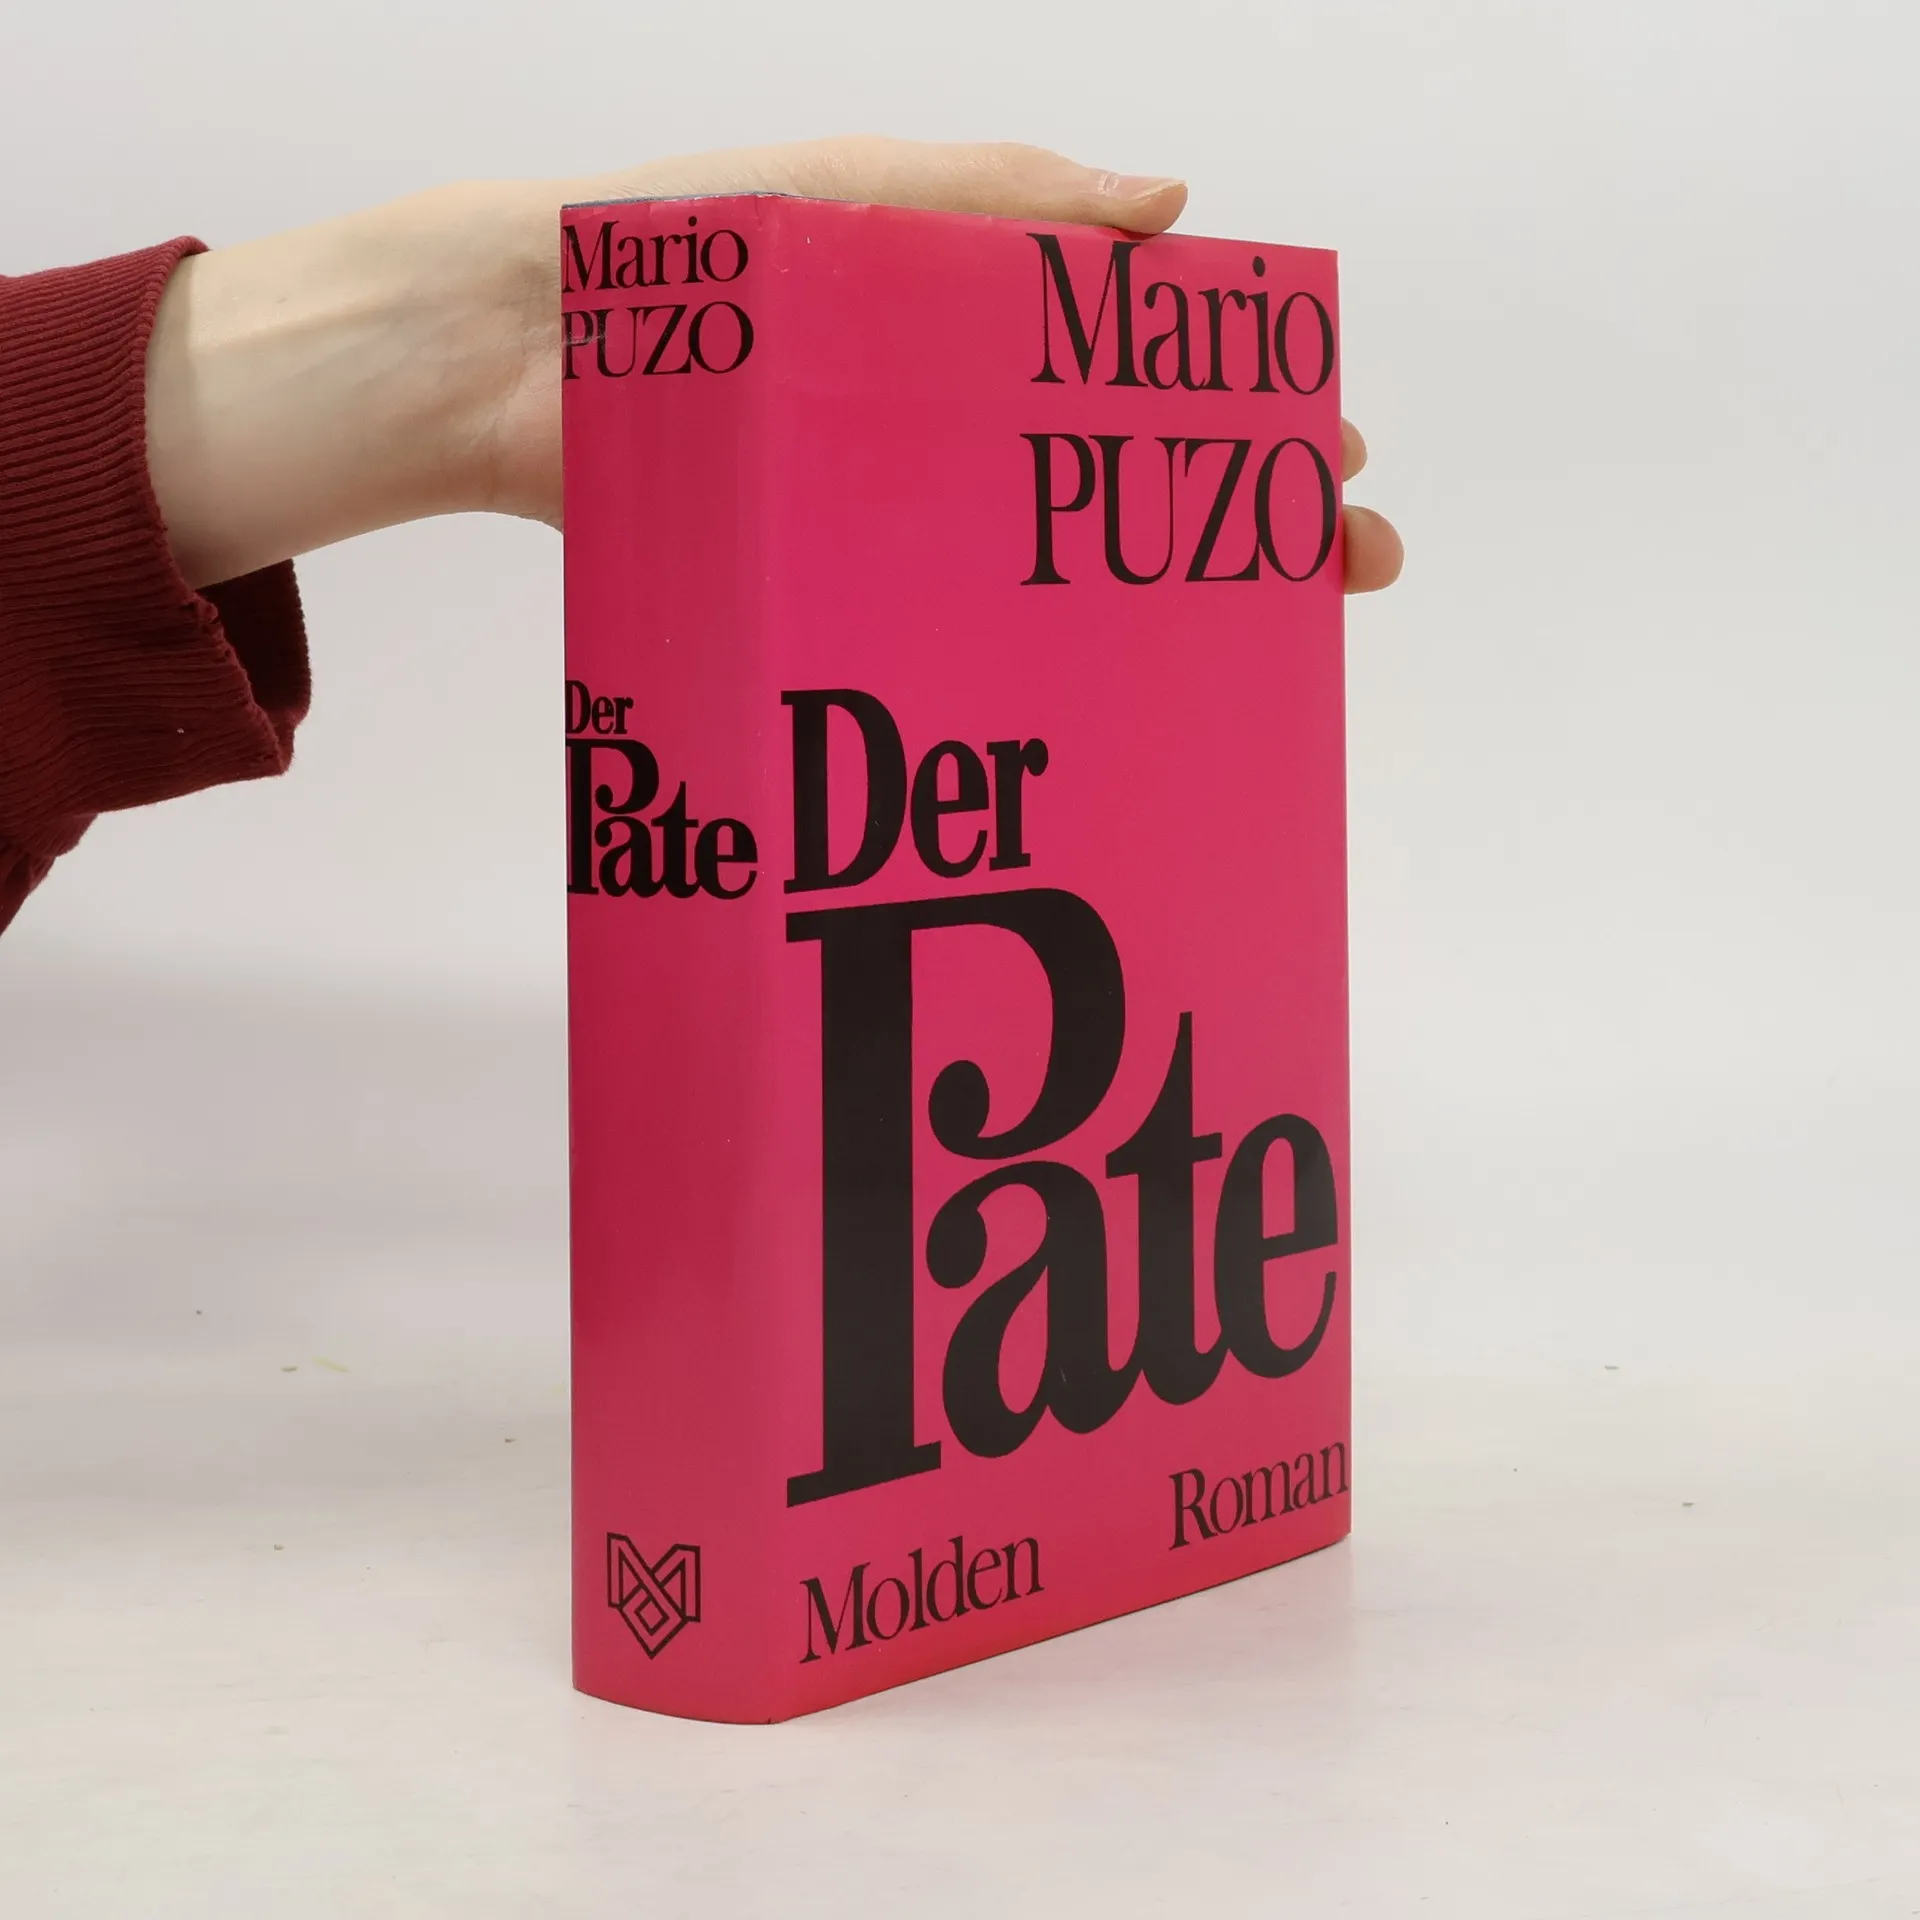 Mario
PUZO
Der
Pate
Mario
PUZO
Der
Pate
Roman
Molden